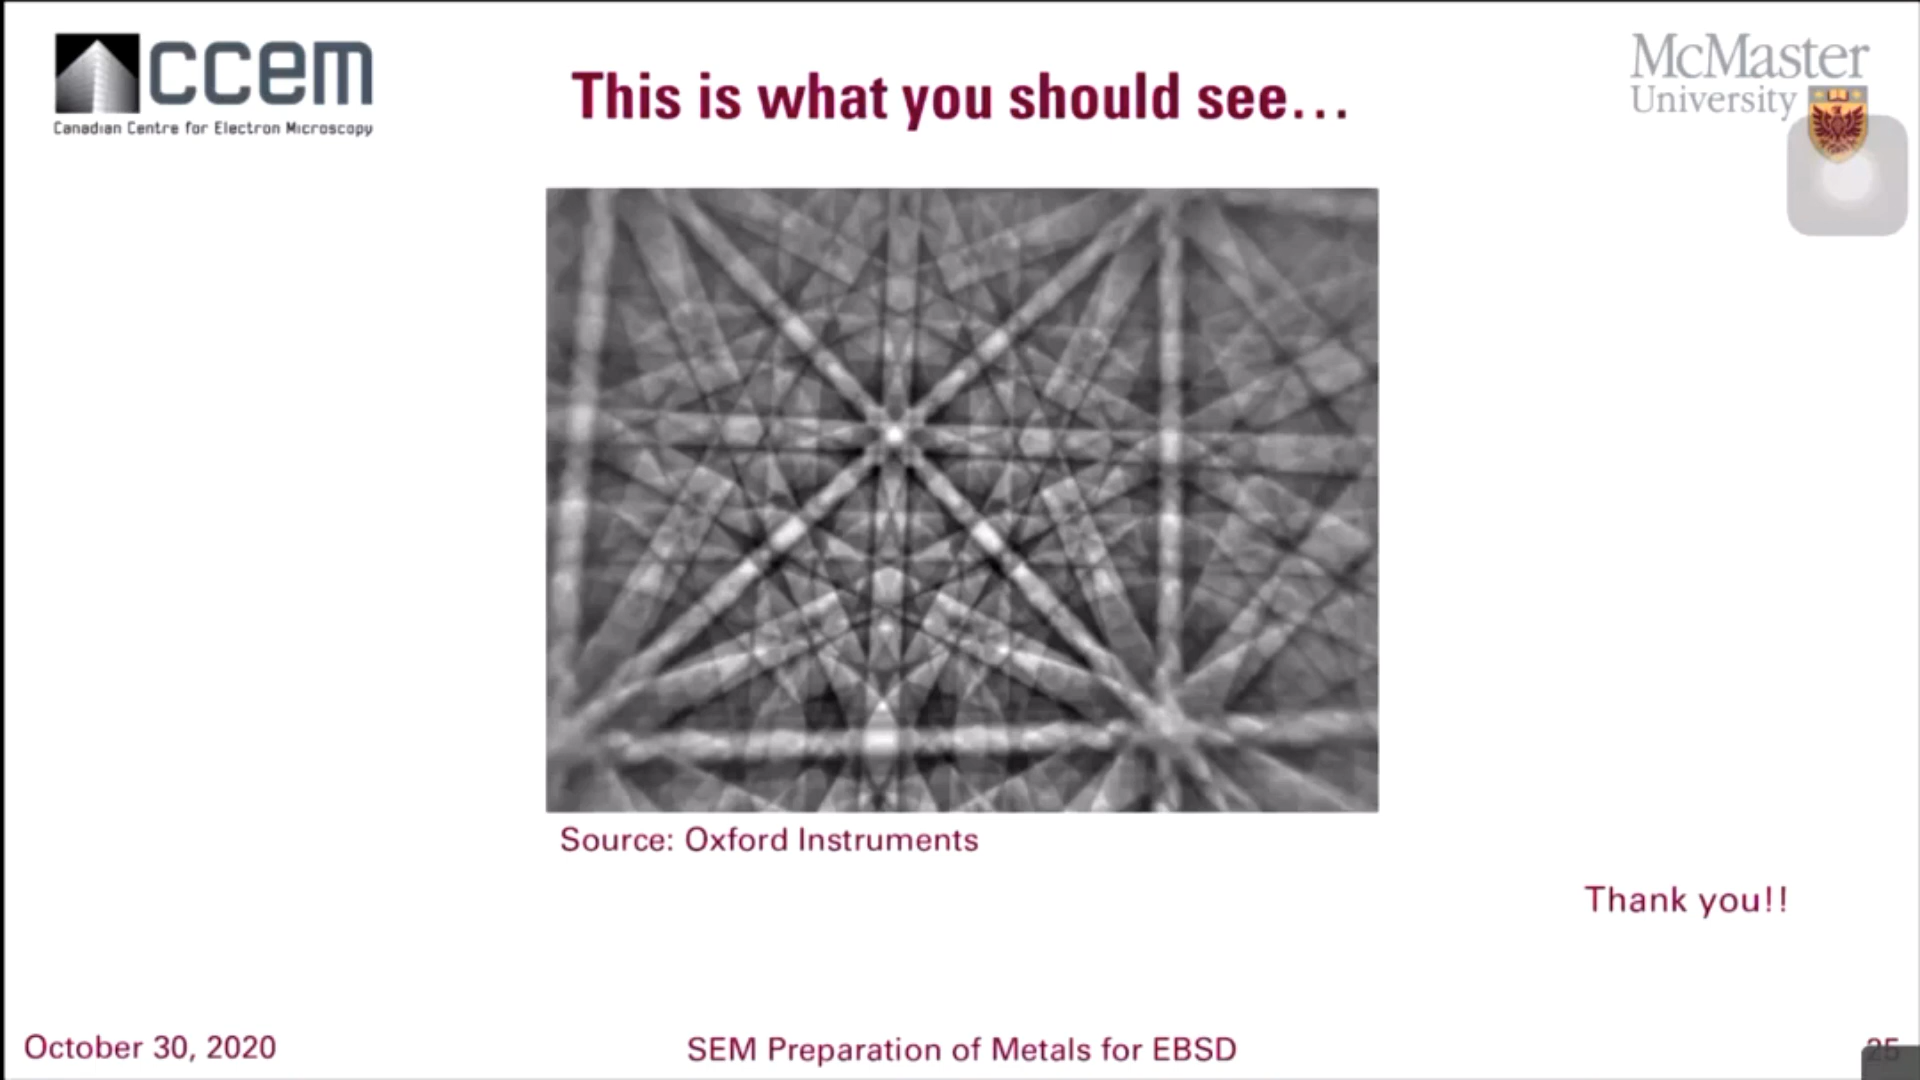 ccem
Canadian Centre for Electron Microscopy
This is what you should see...
McMaster
University
Source: Oxford Instruments
Thank you!!
October 30, 2020
SEM Preparation of Metals for EBSD
25